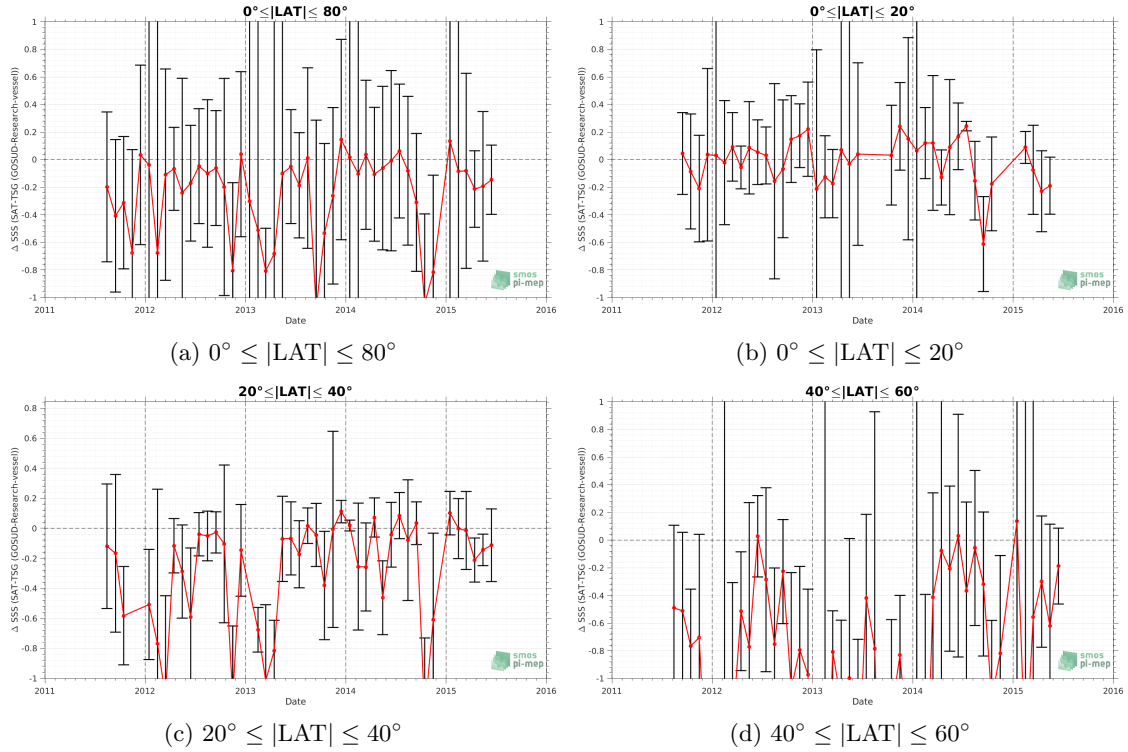 0°≤|LAT|≤ 80°
Δ SSS (SAT-TSG (GOSUD-Research-vessel))
1
0.8
0.6
0.4
0.2
0
-0.2
-0.4
-0.6
-0.8
-1
2011 2012 2013 2014 2015 2016
Date
smos
pi-mep
(a) 0° ≤ |LAT| ≤ 80°
0°≤|LAT|≤ 20°
Δ SSS (SAT-TSG (GOSUD-Research-vessel))
1
0.8
0.6
0.4
0.2
0
-0.2
-0.4
-0.6
-0.8
-1
2011 2012 2013 2014 2015 2016
Date
smos
pi-mep
(b) 0° ≤ |LAT| ≤ 20°
20°≤|LAT|≤ 40°
Δ SSS (SAT-TSG (GOSUD-Research-vessel))
0.8
0.6
0.4
0.2
0
-0.2
-0.4
-0.6
-0.8
-1
2011 2012 2013 2014 2015 2016
Date
smos
pi-mep
(c) 20° ≤ |LAT| ≤ 40°
40°≤|LAT|≤ 60°
Δ SSS (SAT-TSG (GOSUD-Research-vessel))
1
0.8
0.6
0.4
0.2
0
-0.2
-0.4
-0.6
-0.8
-1
2011 2012 2013 2014 2015 2016
Date
smos
pi-mep
(d) 40° ≤ |LAT| ≤ 60°